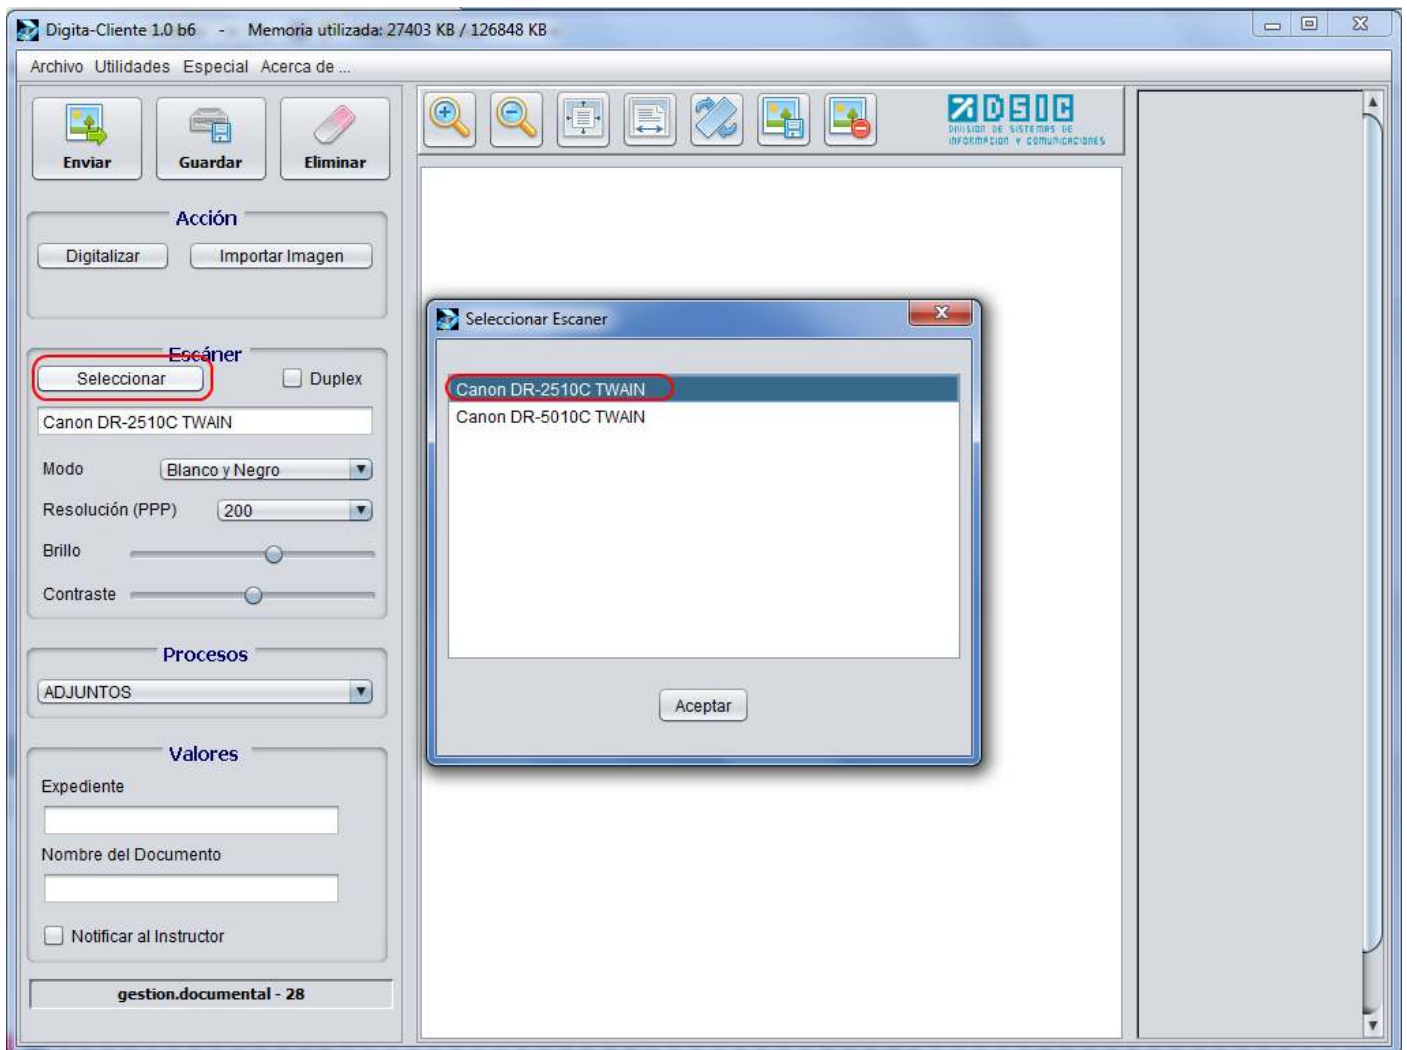 Digita-Cliente 1.0 b6 - Memoria utilizada: 27403 KB / 126848 KB
Archivo Utilidades Especial Acerca de ...
Enviar Guardar Eliminar
DSIC
DIVISION DE SISTEMAS DE
INFORMACION Y COMUNICACIONES
Acción
Digitalizar Importar Imagen
Escáner
Seleccionar Duplex
Canon DR-2510C TWAIN
Modo Blanco y Negro
Resolución (PPP) 200
Brillo
Contraste
Procesos
ADJUNTOS
Valores
Expediente
Nombre del Documento
Notificar al Instructor
gestion.documental - 28
Seleccionar Escaner
Canon DR-2510C TWAIN
Canon DR-5010C TWAIN
Aceptar